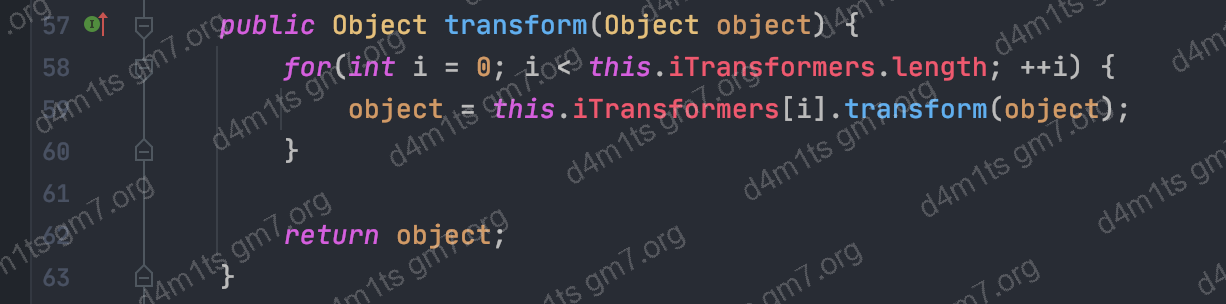 57 public Object transform(Object object) {
58 for(int i = 0; i < this.iTransformers.length; ++i) {
59 object = this.iTransformers[i].transform(object);
60 }
61
62 return object;
63 }
d4m1ts gm7.org